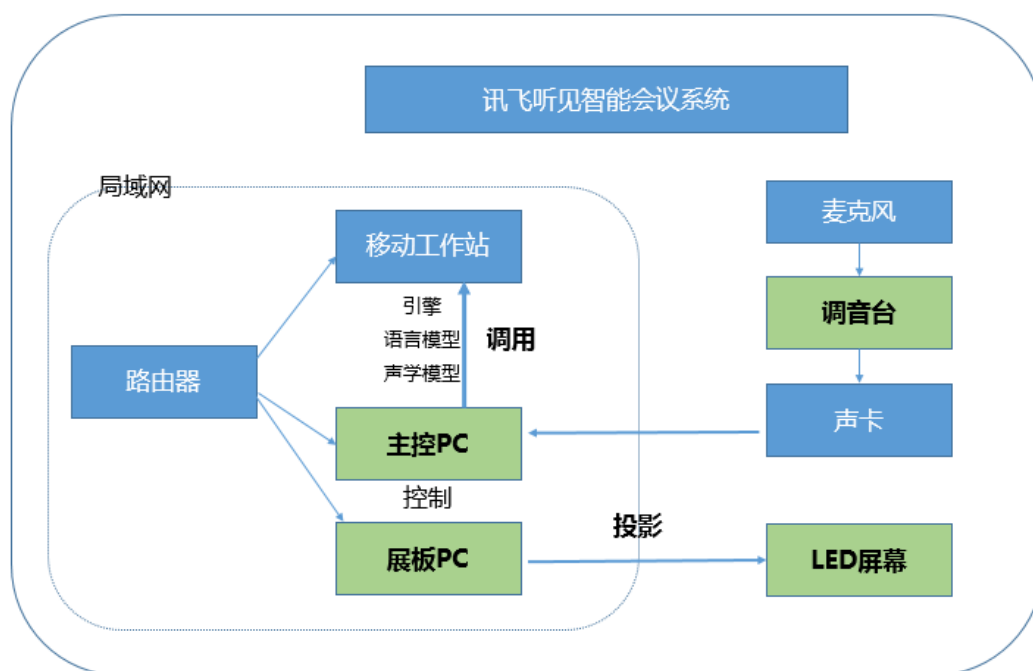 讯飞听见智能会议系统
局域网
麦克风
移动工作站
引擎
语言模型
声学模型
调用
调音台
路由器
声卡
主控PC
控制
投影
展板PC
LED屏幕